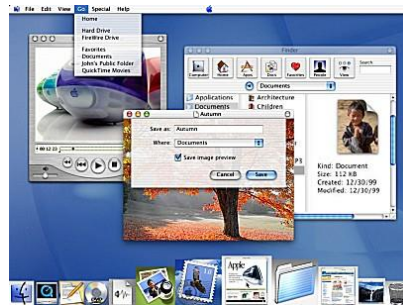 File Edit View Go Special Help
Home
Hard Drive
FireWire Drive
Favorites
Documents
John's Public Folder
QuickTime Movies
Finder
Computer Home Apps Docs Favorites People View
Search
Documents
Applications
Documents
Architecture
Children
Autumn
Save as: Autumn
Where: Documents
Save image preview
Cancel Save
Kind: Document
Size: 112 KB
Created: 12/30/99
Modified: 12/30/99
Apple